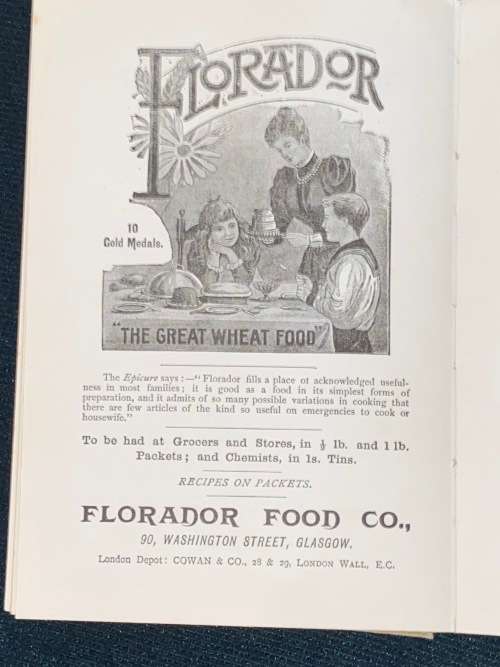 FLORADOR
10
Gold Medals.
"THE GREAT WHEAT FOOD"
The Epicure says:—"Florador fills a place of acknowledged useful-
ness in most families; it is good as a food in its simplest forms of
preparation, and it admits of so many possible variations in cooking that
there are few articles of the kind so useful on emergencies to cook or
housewife."
To be had at Grocers and Stores, in ½ lb. and 1 lb.
Packets; and Chemists, in 1s. Tins.
RECIPES ON PACKETS.
FLORADOR FOOD CO.,
90, WASHINGTON STREET, GLASGOW.
London Depot: COWAN & CO., 28 & 29, LONDON WALL, E.C.